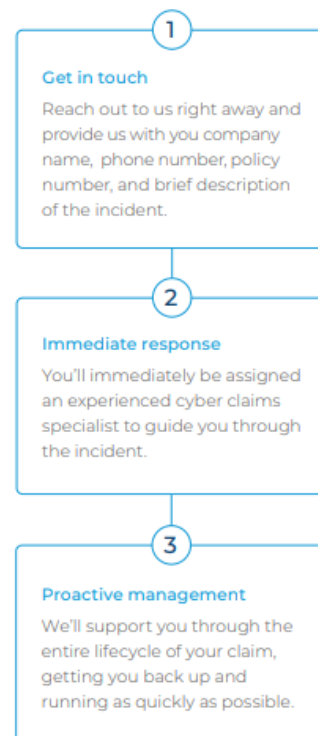 1
Get in touch
Reach out to us right away and
provide us with you company
name, phone number, policy
number, and brief description
of the incident.
2
Immediate response
You'll immediately be assigned
an experienced cyber claims
specialist to guide you through
the incident.
3
Proactive management
We'll support you through the
entire lifecycle of your claim,
getting you back up and
running as quickly as possible.